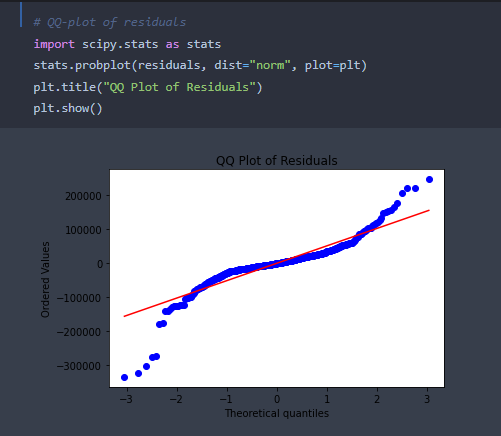 # QQ-plot of residuals
import scipy.stats as stats
stats.probplot(residuals, dist="norm", plot=plt)
plt.title("QQ Plot of Residuals")
plt.show()
QQ Plot of Residuals
200000
100000
0
−100000
−200000
−300000
Ordered Values
−3 −2 −1 0 1 2 3
Theoretical quantiles